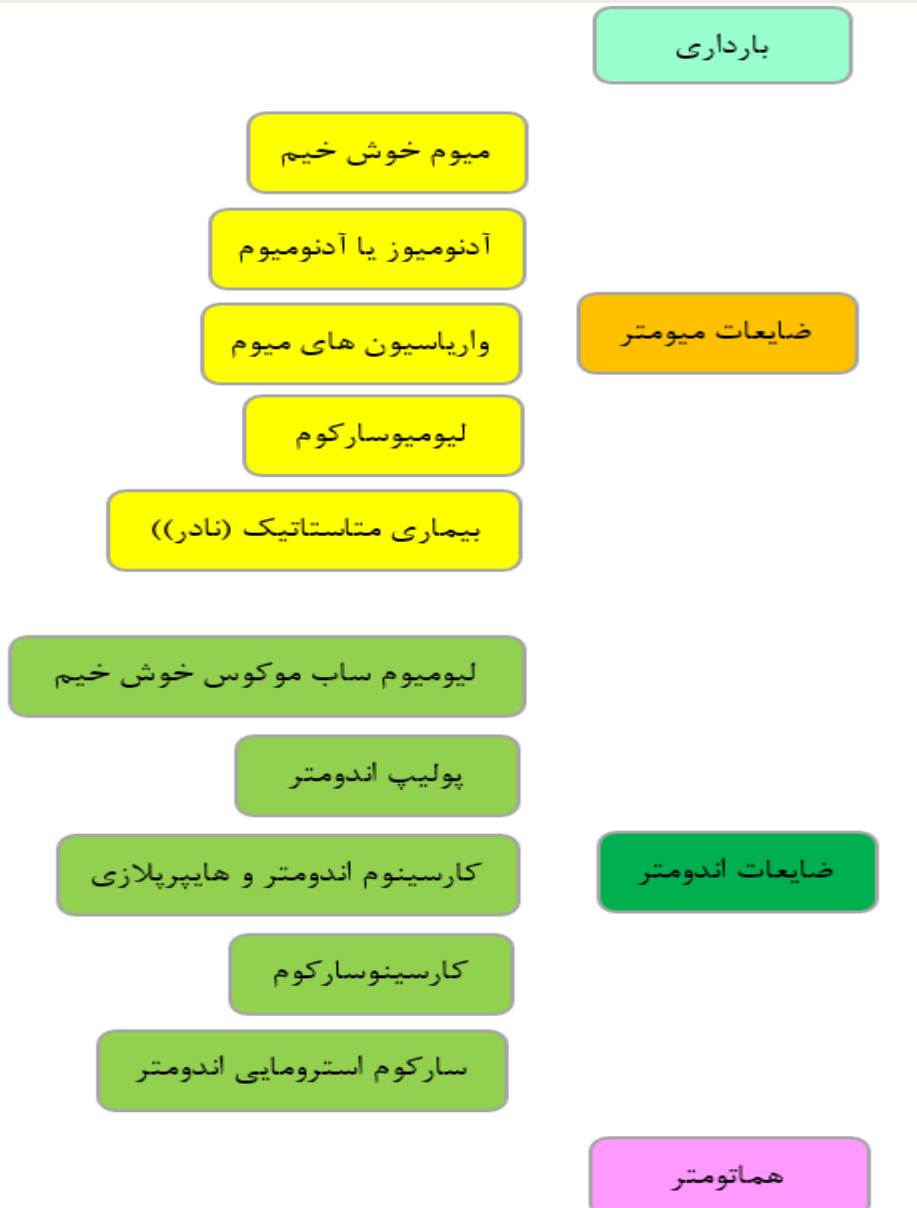 بارداری
ضایعات میومتر
میوم خوش خیم
آدنومیوز یا آدنومیوم
واریاسیون های میوم
لیومیوسارکوم
بیماری متاستاتیک (نادر))
ضایعات اندومتر
لیومیوم ساب موکوس خوش خیم
پولیپ اندومتر
کارسینوم اندومتر و هایپرپلازی
کارسینوسارکوم
سارکوم استرومایی اندومتر
هماتومتر